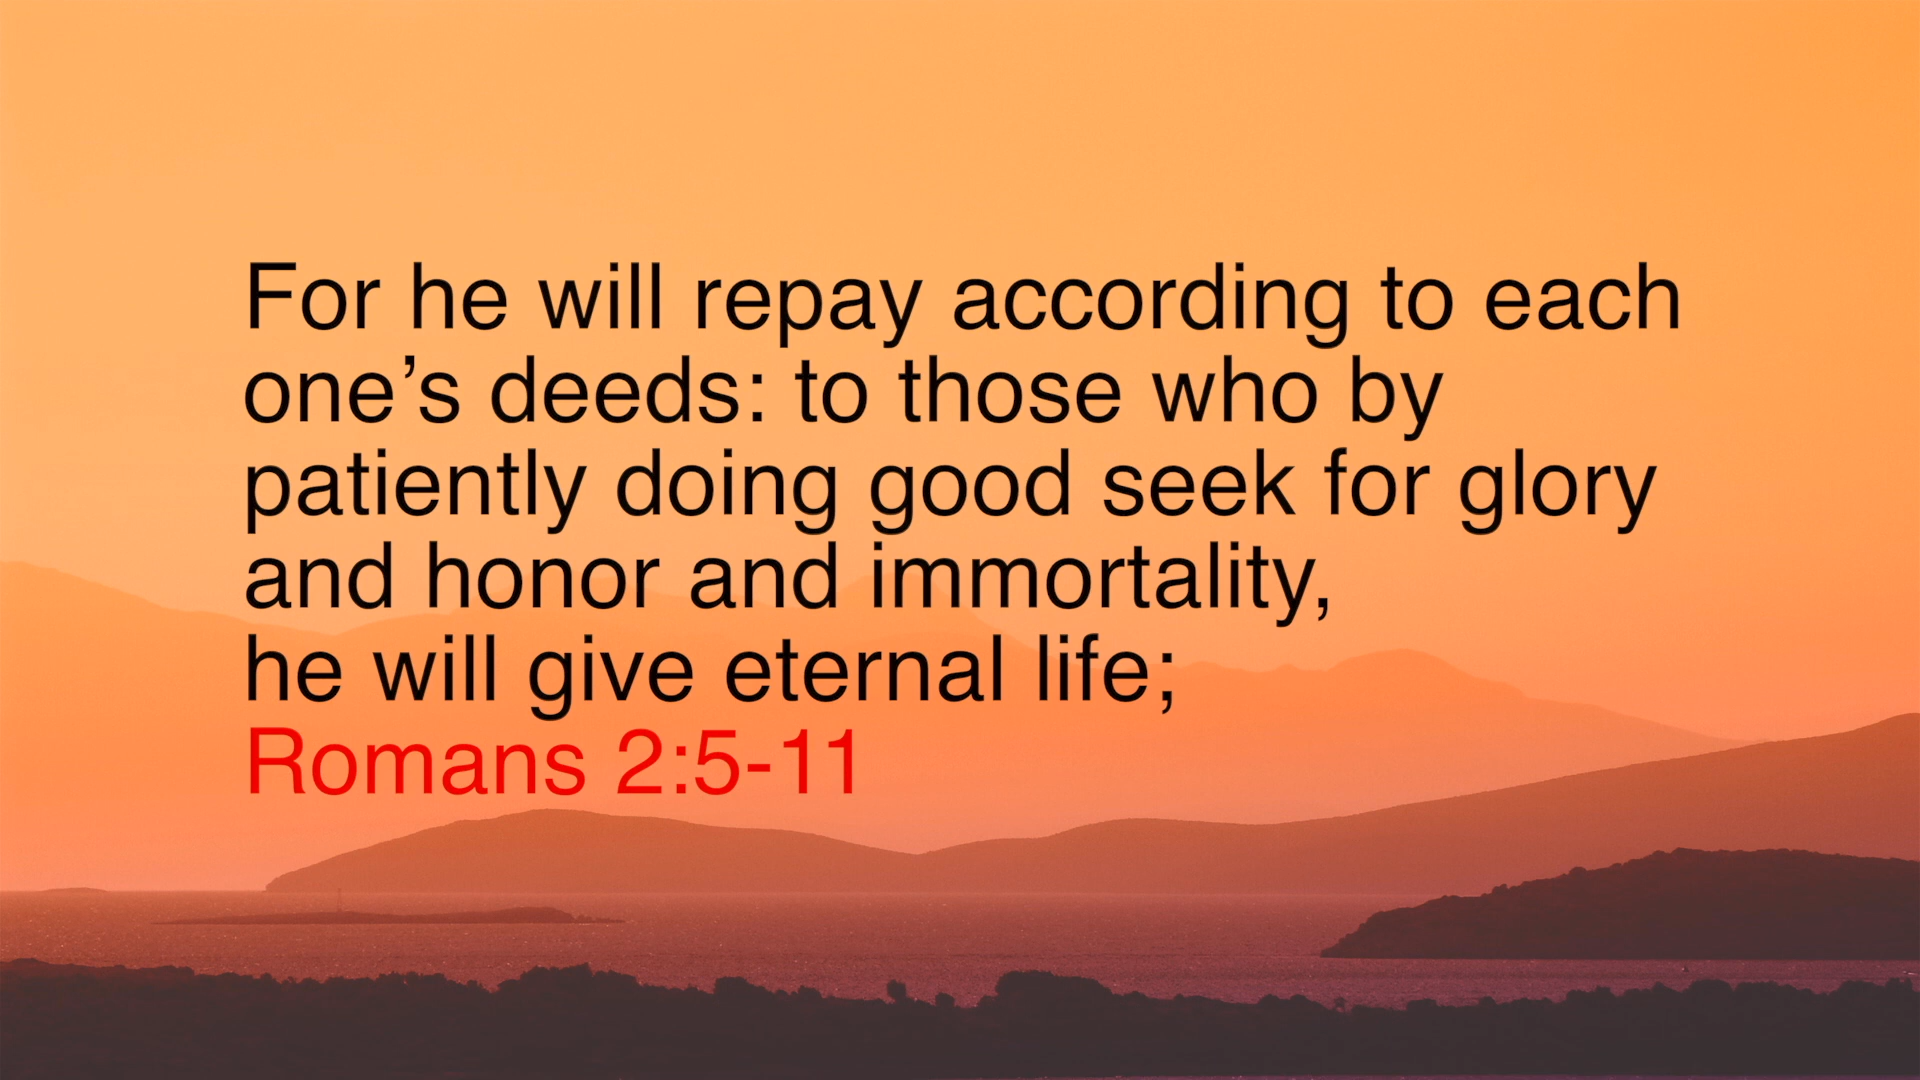 For he will repay according to each
one’s deeds: to those who by
patiently doing good seek for glory
and honor and immortality,
he will give eternal life;
Romans 2:5-11